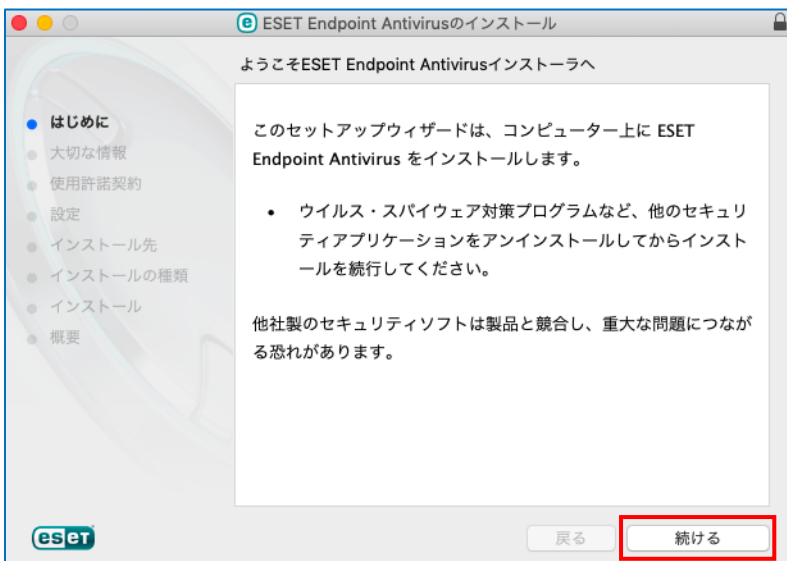 ESET Endpoint Antivirusのインストール
ようこそESET Endpoint Antivirusインストーラへ
はじめに
大切な情報
使用許諾契約
設定
インストール先
インストールの種類
インストール
概要
このセットアップウィザードは、コンピューター上に ESET
Endpoint Antivirus をインストールします。
• ウイルス・スパイウェア対策プログラムなど、他のセキュリ
ティアプリケーションをアンインストールしてからインスト
ールを続行してください。
他社製のセキュリティソフトは製品と競合し、重大な問題につなが
る恐れがあります。
eseT
戻る
続ける